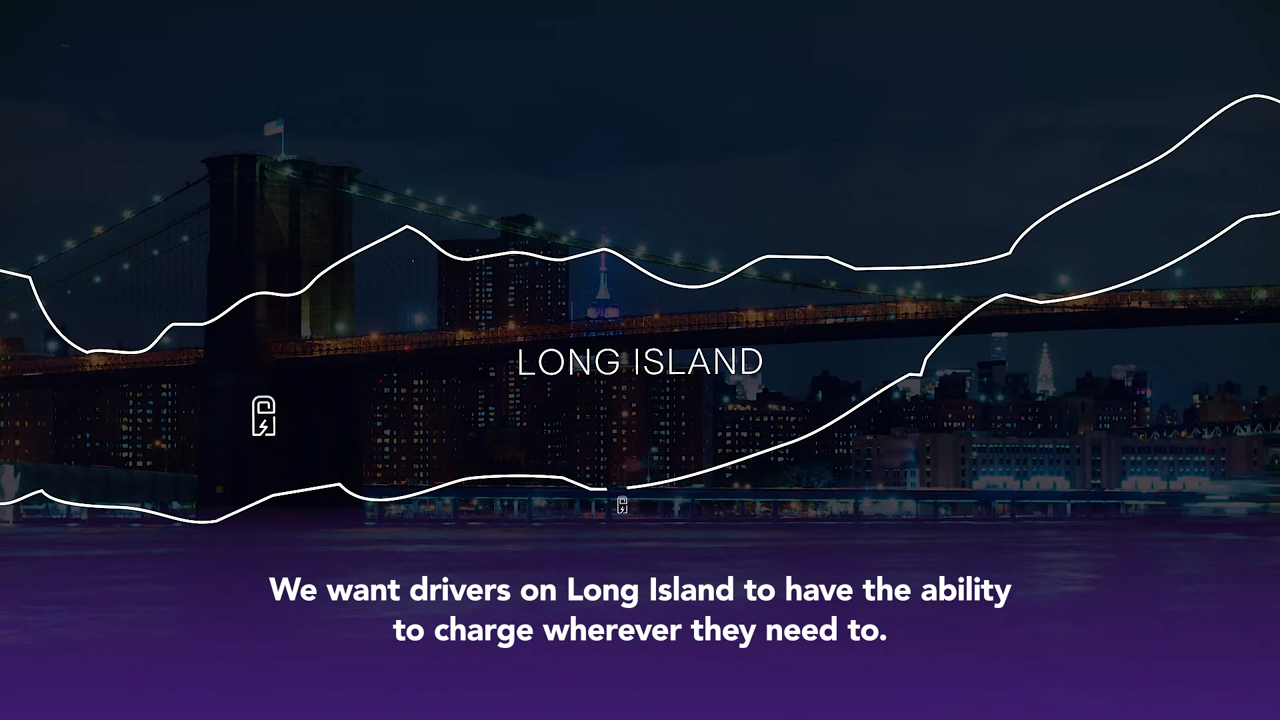 LONG ISLAND
We want drivers on Long Island to have the ability
to charge wherever they need to.